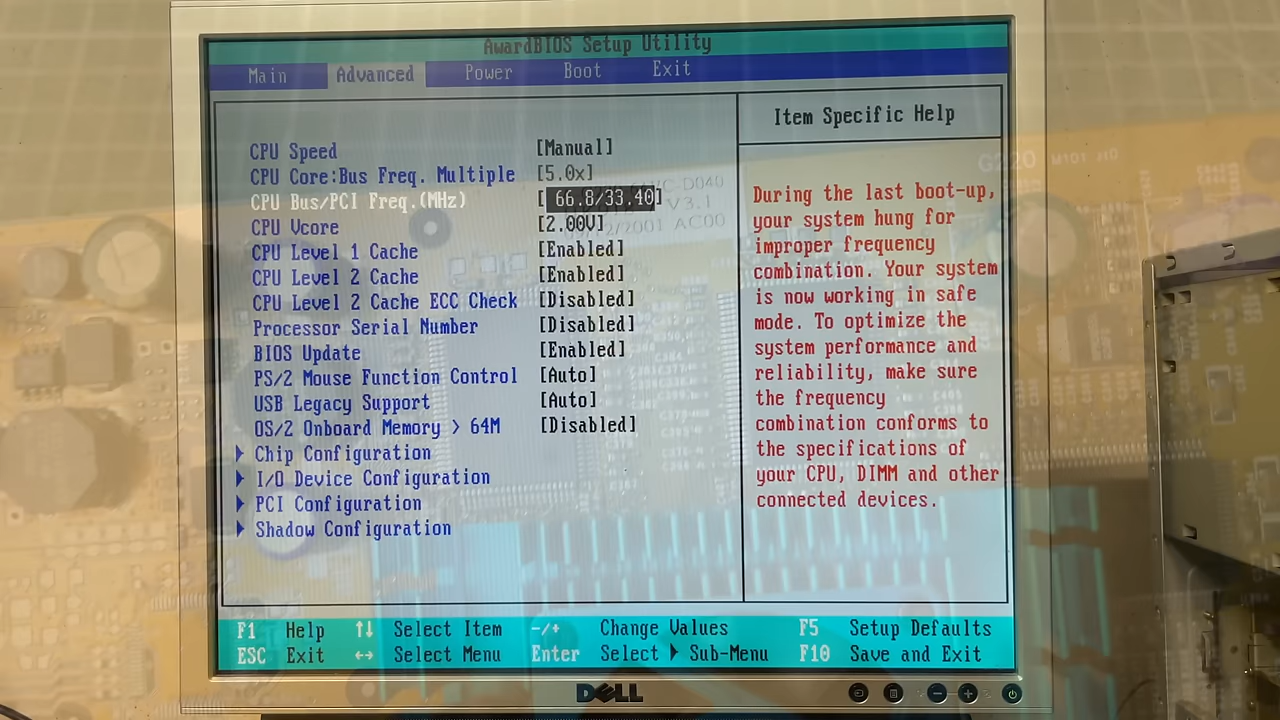 AwardBIOS Setup Utility
Main Advanced Power Boot Exit
Item Specific Help
CPU Speed [Manual]
CPU Core:Bus Freq. Multiple [5.0x]
CPU Bus/PCI Freq.(MHz) [ 66.8/33.40]
CPU Vcore [2.00V]
CPU Level 1 Cache [Enabled]
CPU Level 2 Cache [Enabled]
CPU Level 2 Cache ECC Check [Disabled]
Processor Serial Number [Disabled]
BIOS Update [Enabled]
PS/2 Mouse Function Control [Auto]
USB Legacy Support [Auto]
OS/2 Onboard Memory > 64M [Disabled]
Chip Configuration
I/O Device Configuration
PCI Configuration
Shadow Configuration
During the last boot-up,
your system hung for
improper frequency
combination. Your system
is now working in safe
mode. To optimize the
system performance and
reliability, make sure
the frequency
combination conforms to
the specifications of
your CPU, DIMM and other
connected devices.
F1 Help ↑↓ Select Item -/+ Change Values F5 Setup Defaults
ESC Exit ↔ Select Menu Enter Select ▶ Sub-Menu F10 Save and Exit
DELL
G220
V3.1
/2001 AC00